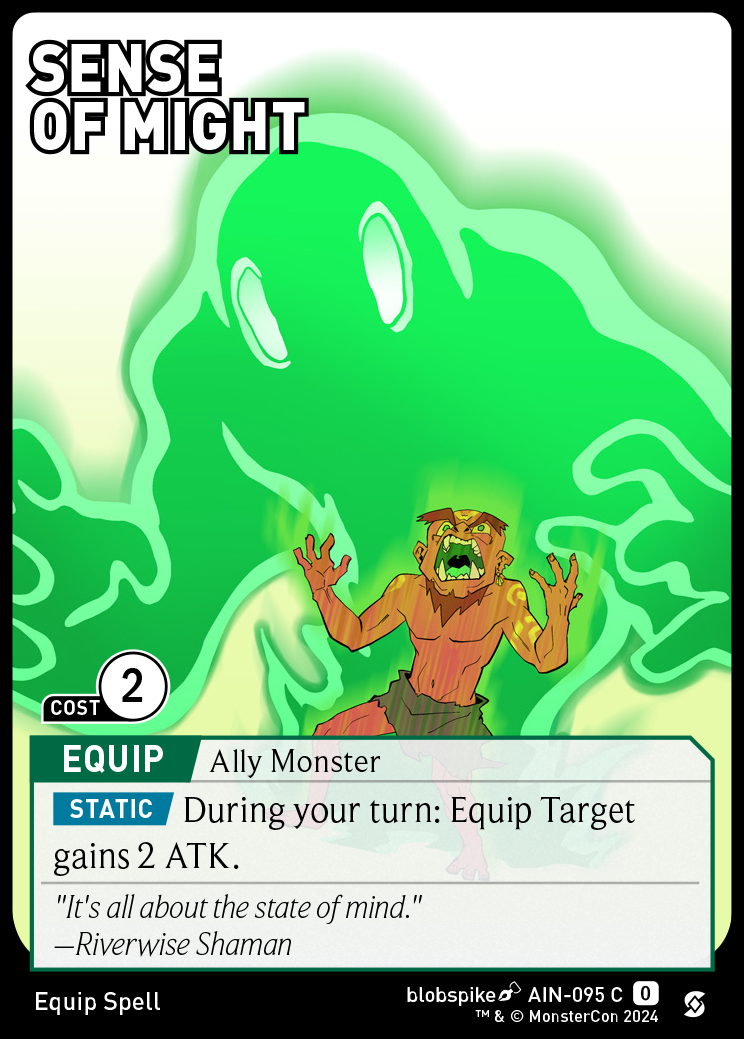 SENSE
OF MIGHT
COST 2
EQUIP Ally Monster
STATIC During your turn: Equip Target
gains 2 ATK.
"It's all about the state of mind."
—Riverwise Shaman
Equip Spell
blobspike AIN-095 C 0
™ & © MonsterCon 2024